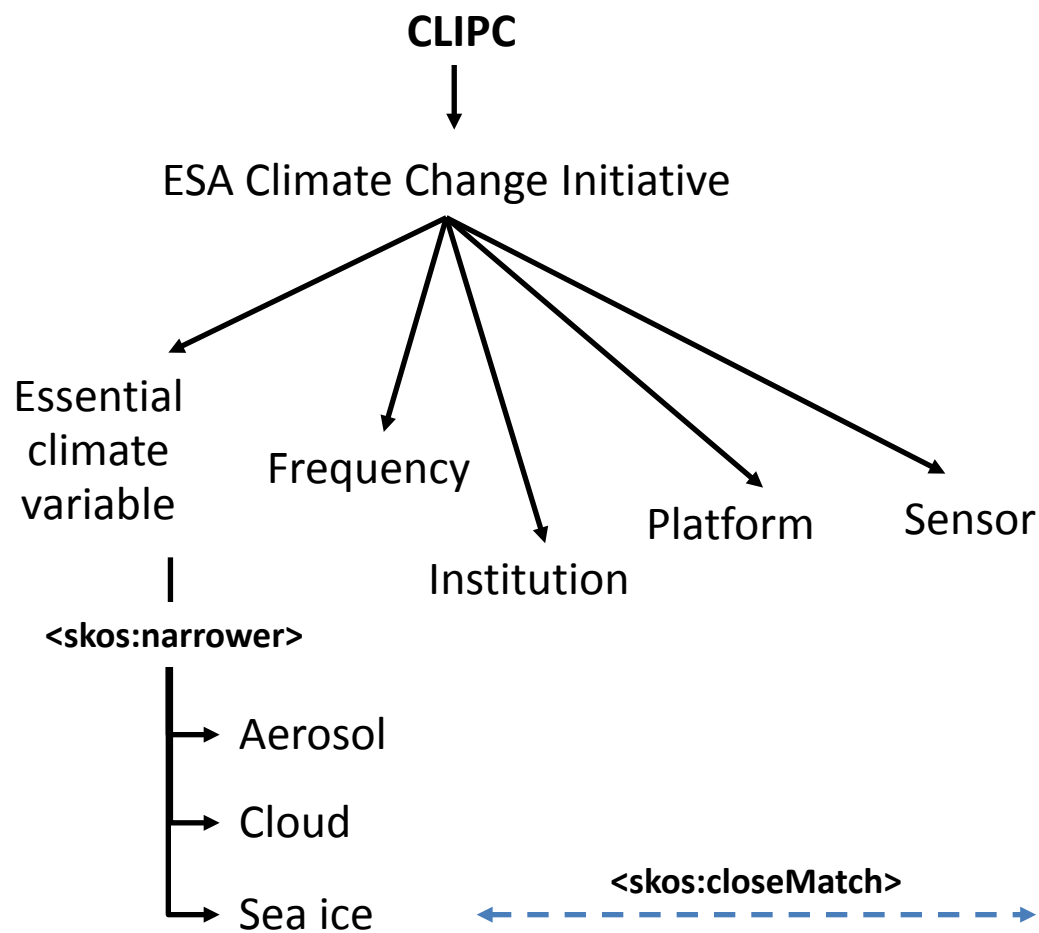 CLIPC
ESA Climate Change Initiative
Essential
climate
variable
Frequency
Institution
Platform
Sensor
<skos:narrower>
Aerosol
Cloud
Sea ice
<skos:closeMatch>